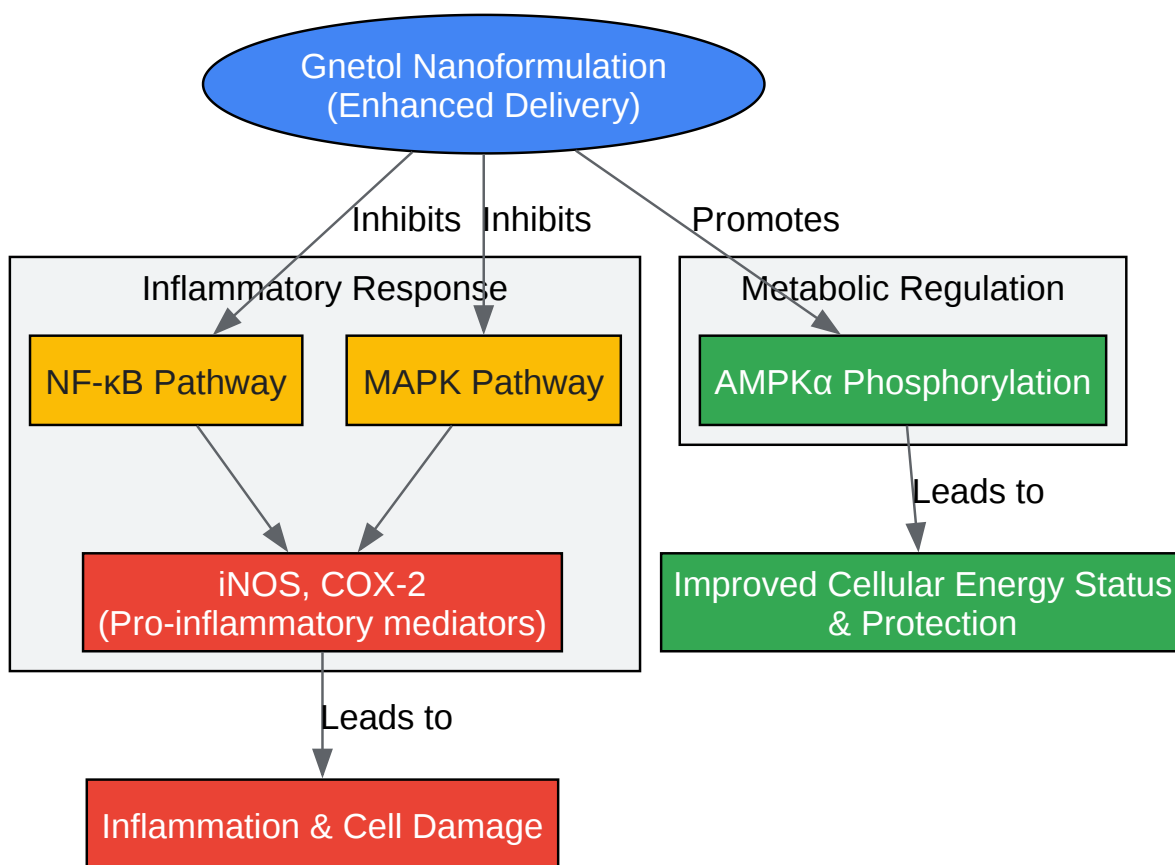 Gnetol Nanoformulation
(Enhanced Delivery)
Inhibits
Inhibits
Promotes
Inflammatory Response
Metabolic Regulation
NF-κB Pathway
MAPK Pathway
AMPKα Phosphorylation
Leads to
iNOS, COX-2
(Pro-inflammatory mediators)
Improved Cellular Energy Status
& Protection
Leads to
Inflammation & Cell Damage